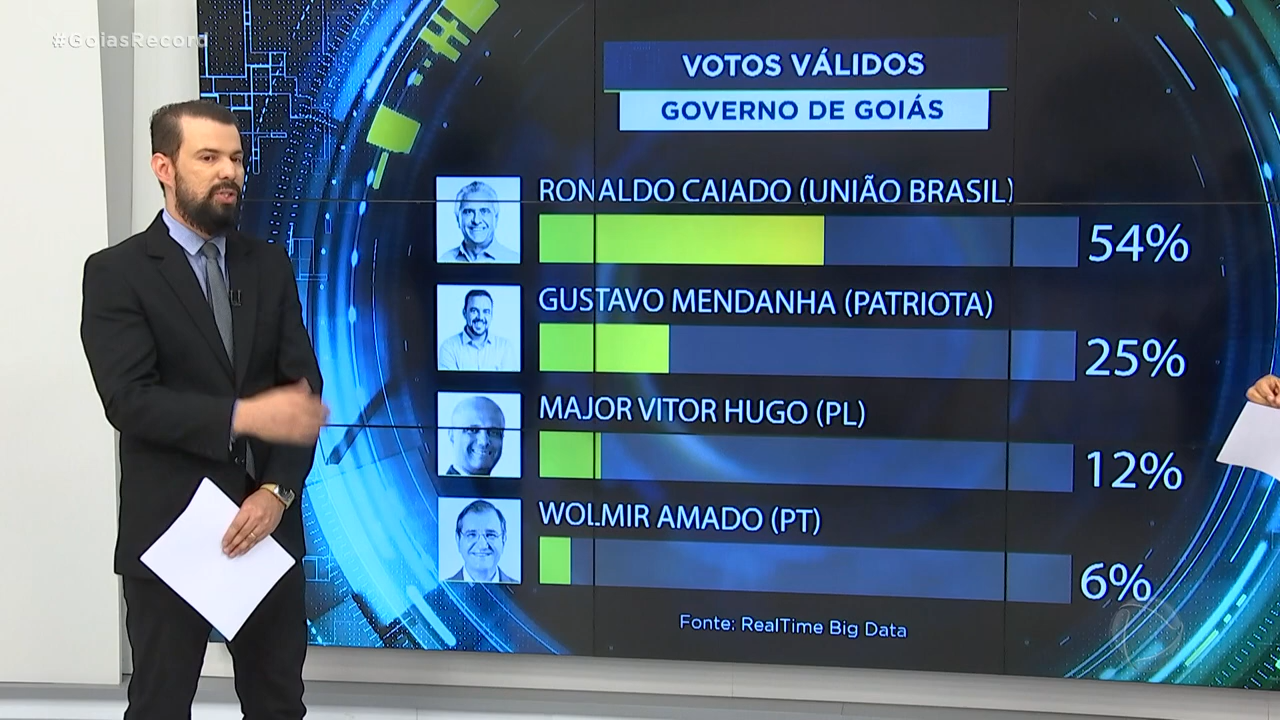 #GoiasRecord
VOTOS VÁLIDOS
GOVERNO DE GOIÁS
RONALDO CAIADO (UNIÃO BRASIL)
54%
GUSTAVO MENDANHA (PATRIOTA)
25%
MAJOR VITOR HUGO (PL)
12%
WOLMIR AMADO (PT)
6%
Fonte: RealTime Big Data